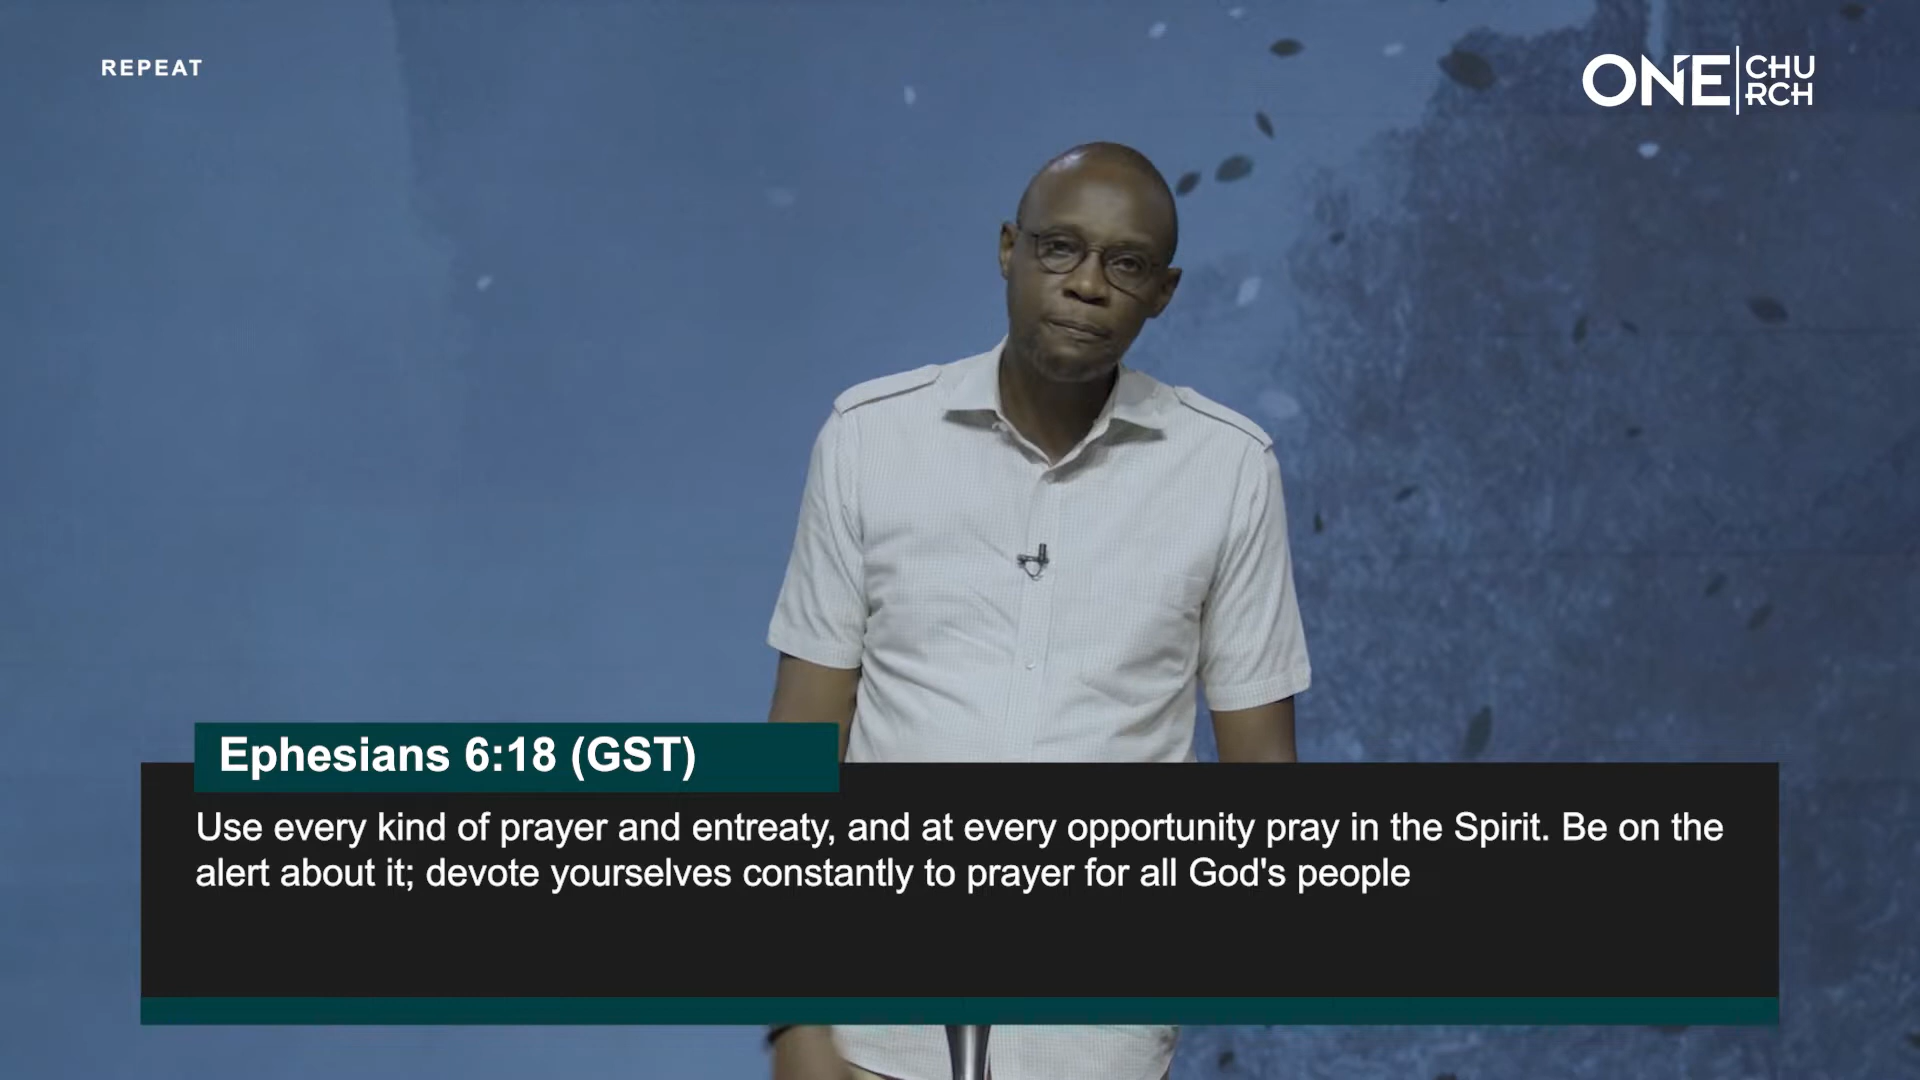 REPEAT
ONE CHU
RCH
Ephesians 6:18 (GST)
Use every kind of prayer and entreaty, and at every opportunity pray in the Spirit. Be on the
alert about it; devote yourselves constantly to prayer for all God's people